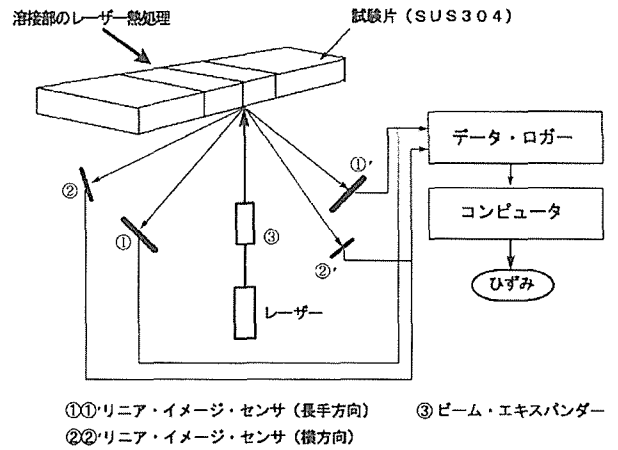 溶接部のレーザー熱処理
試験片（ＳＵＳ３０４）
データ・ロガー
①′
②
コンピュータ
①
③
②′
ひずみ
レーザー
①①′リニア・イメージ・センサ（長手方向）
③ビーム・エキスパンダー
②②′リニア・イメージ・センサ（横方向）